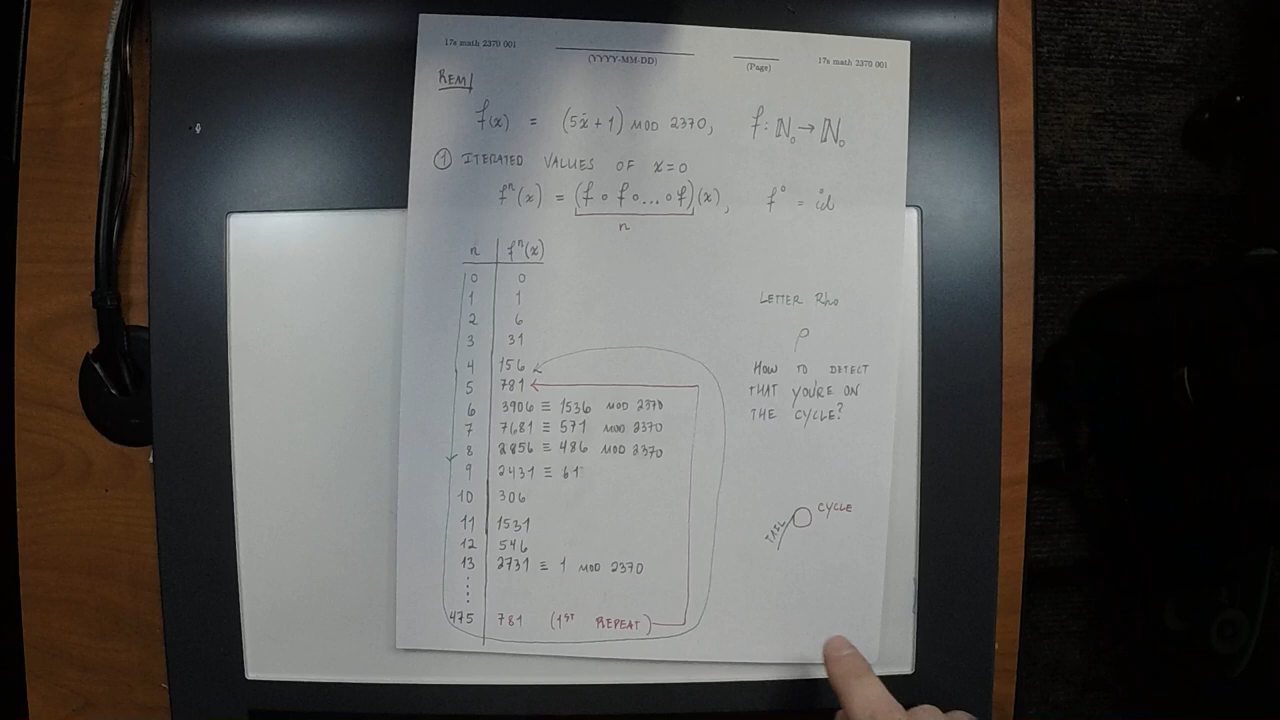 17s math 2370 001
(YYYY-MM-DD)
(Page)
17s math 2370 001
REM/
f(x) = (5x + 1) MOD 2370, f: ℕ₀ → ℕ₀
① ITERATED VALUES OF x=0
fⁿ(x) = (f ∘ f ∘ ... ∘ f)(x), f⁰ = id
n
n fⁿ(x)
0 0
1 1
2 6
3 31
4 156
5 781
6 3906 ≡ 1536 MOD 2370
7 7681 ≡ 571 MOD 2370
8 2856 ≡ 486 MOD 2370
9 2431 ≡ 61
10 306
11 1531
12 546
13 2731 ≡ 1 MOD 2370
⋮
475 781 (1ST REPEAT)
LETTER Rho
ρ
HOW TO DETECT
THAT YOU'RE ON
THE CYCLE?
CYCLE
TAIL